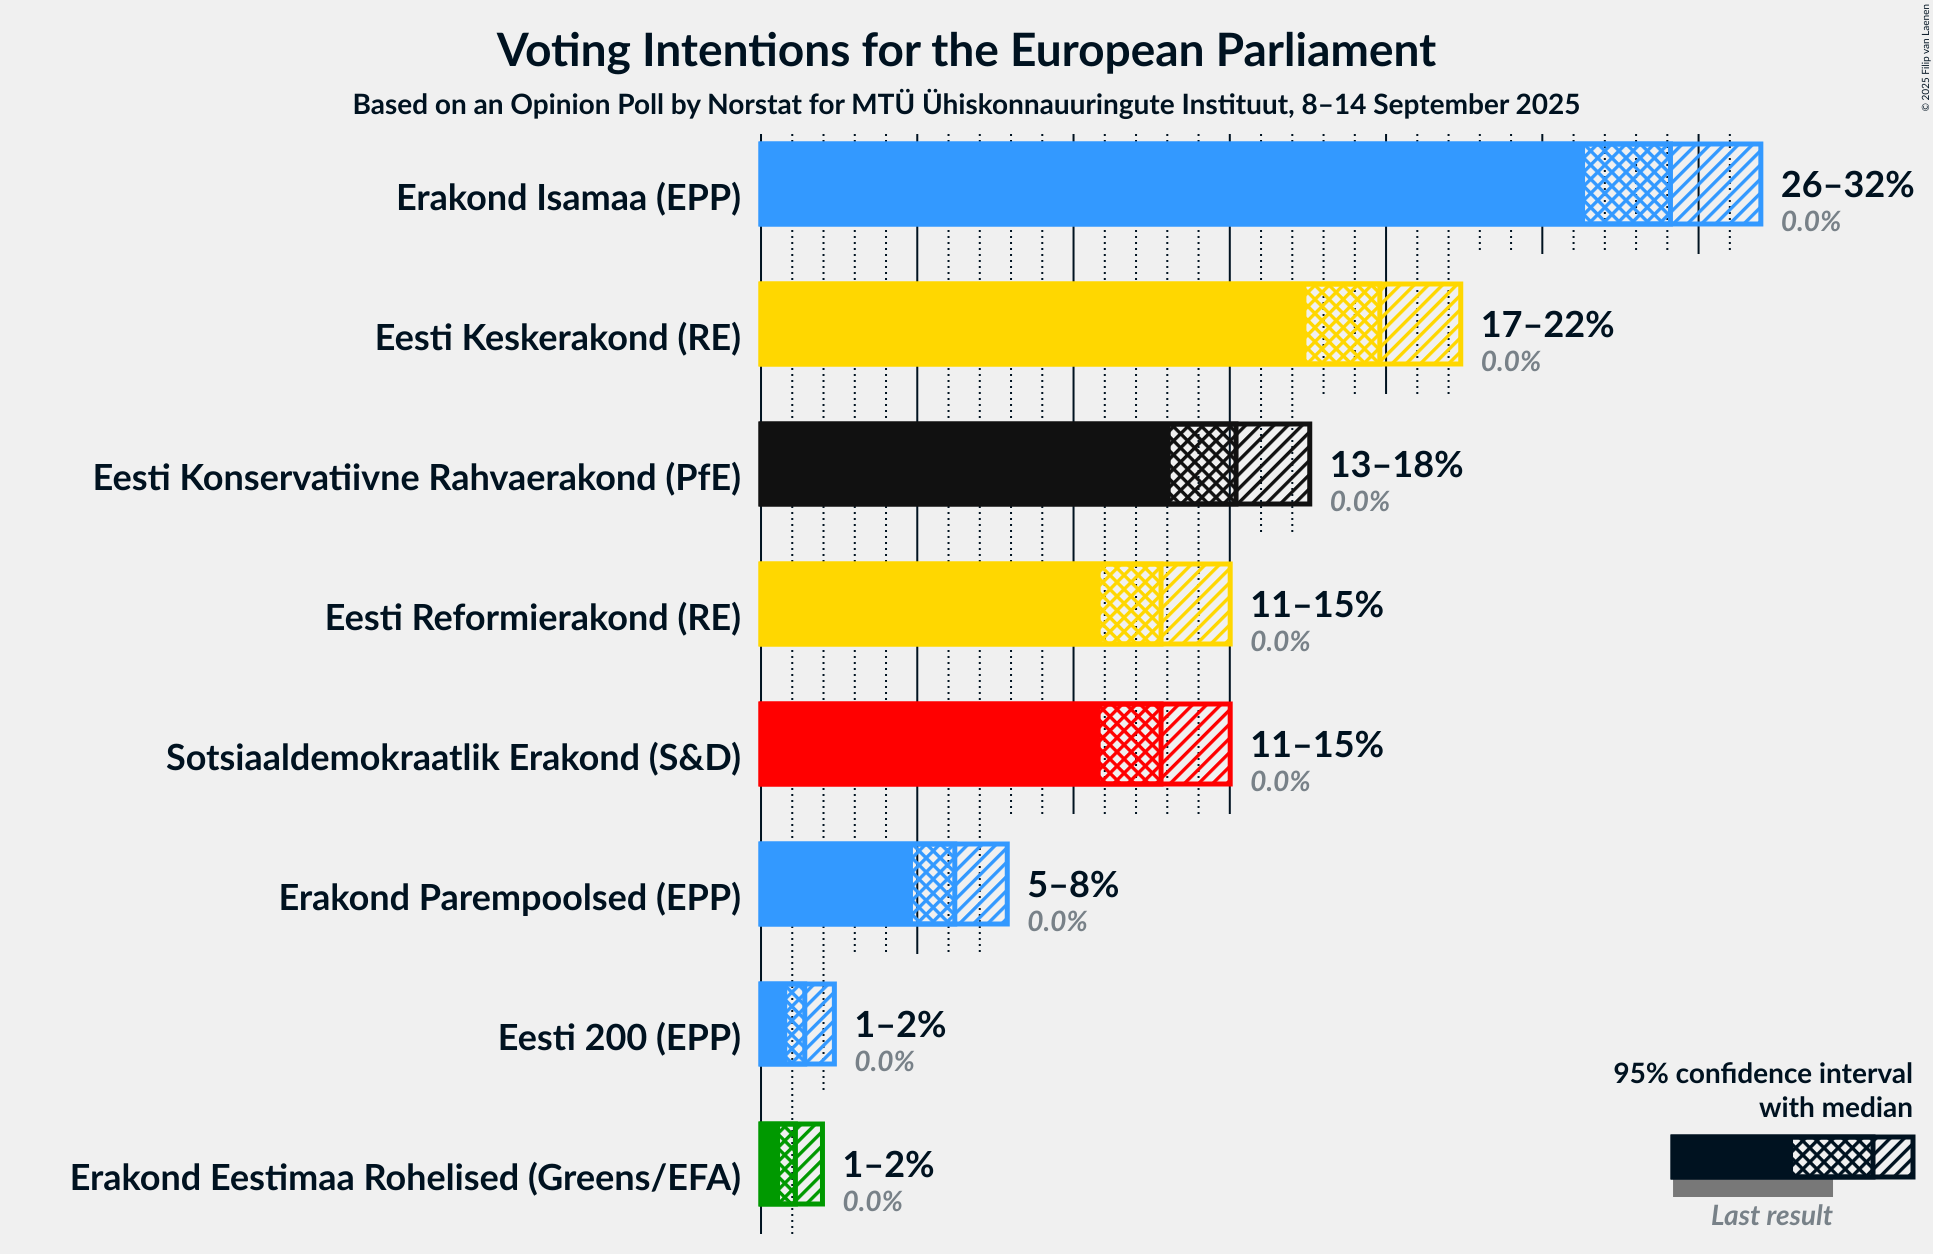 Voting Intentions for the European Parliament
Based on an Opinion Poll by Norstat for MTÜ Ühiskonnauuringute Instituut, 8–14 September 2025
© 2025 Filip van Laenen
Erakond Isamaa (EPP)
26–32%
0.0%
Eesti Keskerakond (RE)
17–22%
0.0%
Eesti Konservatiivne Rahvaerakond (PfE)
13–18%
0.0%
Eesti Reformierakond (RE)
11–15%
0.0%
Sotsiaaldemokraatlik Erakond (S&D)
11–15%
0.0%
Erakond Parempoolsed (EPP)
5–8%
0.0%
Eesti 200 (EPP)
1–2%
0.0%
Erakond Eestimaa Rohelised (Greens/EFA)
1–2%
0.0%
95% confidence interval
with median
Last result